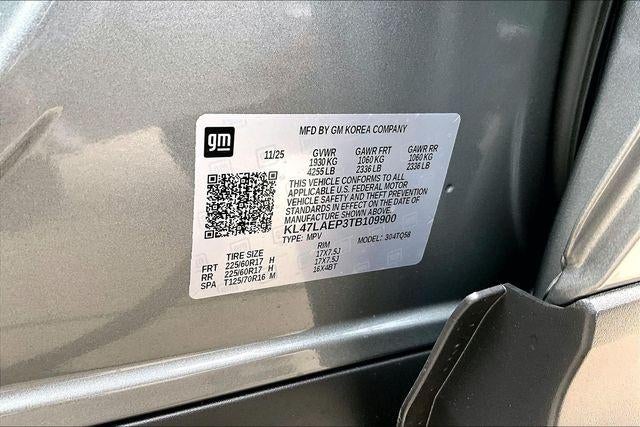 gm
MFD BY GM KOREA COMPANY
11/25 GVWR GAWR FRT GAWR RR
1930 KG 1060 KG 1060 KG
4255 LB 2336 LB 2336 LB
THIS VEHICLE CONFORMS TO ALL
APPLICABLE U.S. FEDERAL MOTOR
VEHICLE SAFETY AND THEFT PREVENTION
STANDARDS IN EFFECT ON THE DATE OF
MANUFACTURE SHOWN ABOVE.
KL47LAEP3TB109900
TYPE: MPV MODEL: 304TQ58
TIRE SIZE RIM
FRT 225/60R17 H 17X7.5J
RR 225/60R17 H 17X7.5J
SPA T125/70R16 M 16X4BT